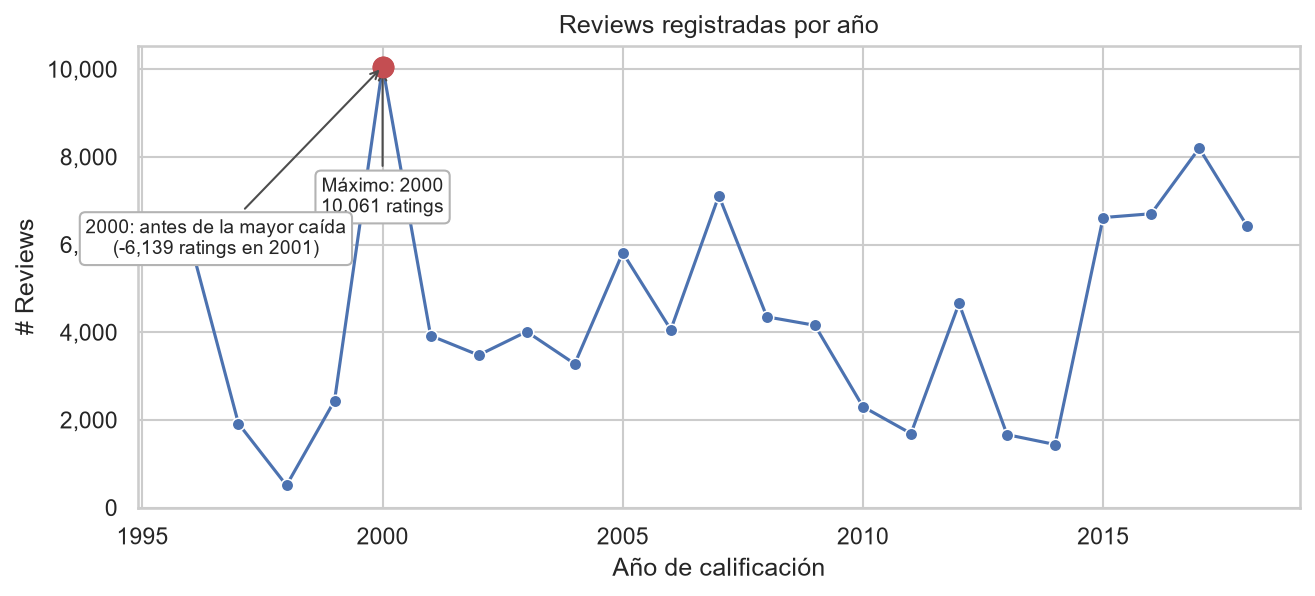 Reviews registradas por año
10,000
8,000
6,
4,000
2,000
0
# Reviews
Máximo: 2000
10,061 ratings
2000: antes de la mayor caída
(-6,139 ratings en 2001)
1995
2000
2005
2010
2015
Año de calificación